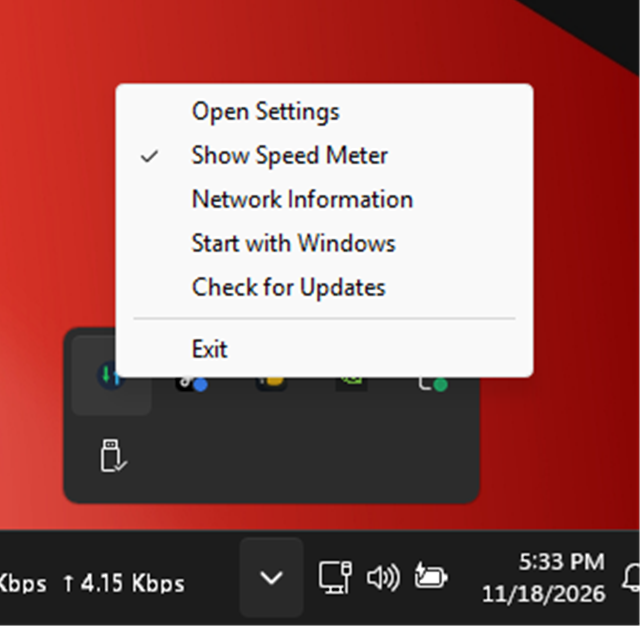 Open Settings
Show Speed Meter
Network Information
Start with Windows
Check for Updates
Exit
Kbps ↑ 4.15 Kbps
5:33 PM
11/18/2026